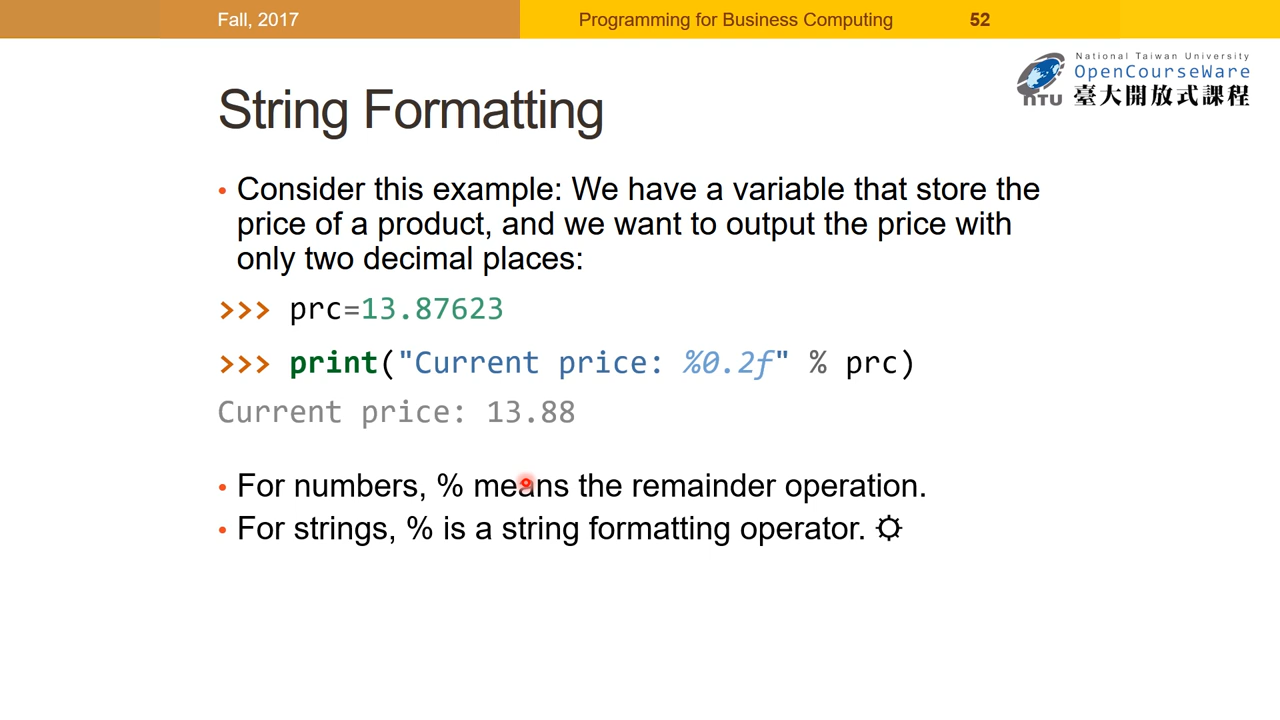 Fall, 2017
Programming for Business Computing
52
National Taiwan University
OpenCourseWare
NTU 臺大開放式課程
String Formatting
• Consider this example: We have a variable that store the
price of a product, and we want to output the price with
only two decimal places:
>>> prc=13.87623
>>> print("Current price: %0.2f" % prc)
Current price: 13.88
• For numbers, % means the remainder operation.
• For strings, % is a string formatting operator. ☼